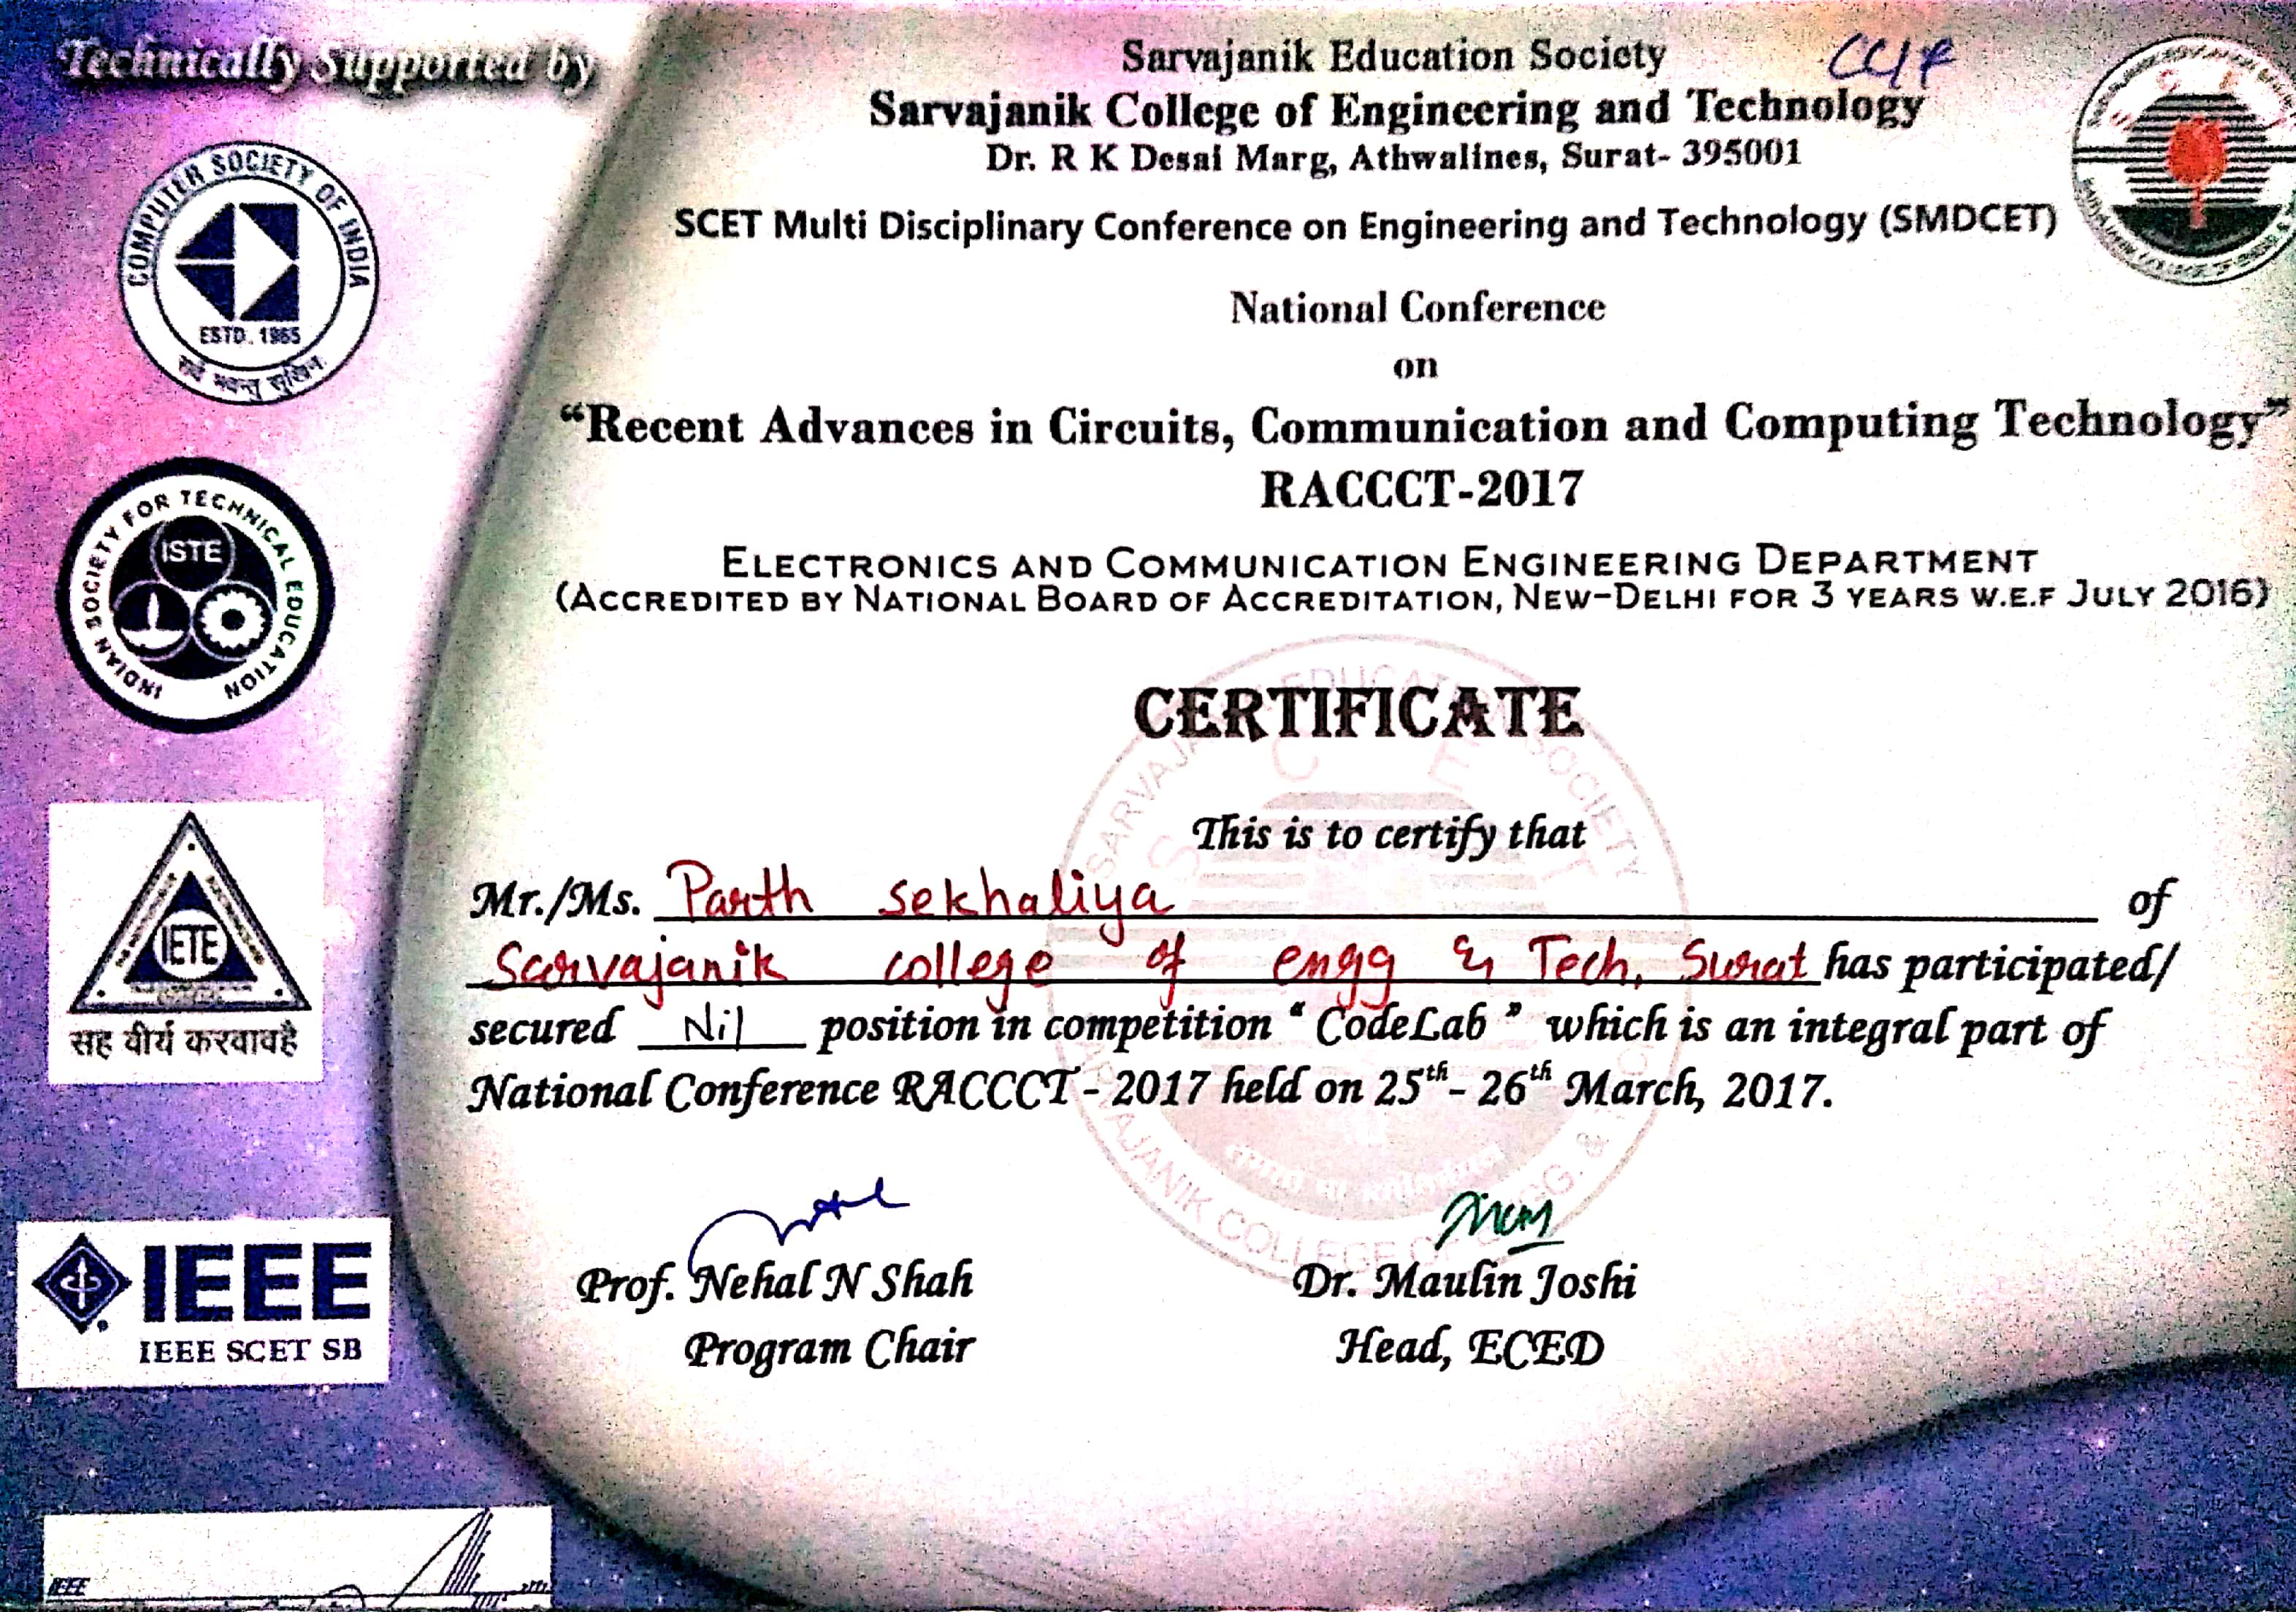 Technically Supported by
COMPUTER SOCIETY OF INDIA
ESTD. 1965
INDIAN SOCIETY FOR TECHNICAL EDUCATION
ISTE
IETE
सह वीर्यं करवावहै
IEEE
IEEE SCET SB
IEEE
Sarvajanik Education Society
Sarvajanik College of Engineering and Technology
Dr. R K Desai Marg, Athwalines, Surat- 395001
SCET Multi Disciplinary Conference on Engineering and Technology (SMDCET)
National Conference
on
“Recent Advances in Circuits, Communication and Computing Technology”
RACCCT-2017
ELECTRONICS AND COMMUNICATION ENGINEERING DEPARTMENT
(ACCREDITED BY NATIONAL BOARD OF ACCREDITATION, NEW-DELHI FOR 3 YEARS W.E.F JULY 2016)
CERTIFICATE
This is to certify that
Mr./Ms. Parth sekhaliya of
Sarvajanik college of engg & Tech, Surat has participated/
secured Nil position in competition “ CodeLab ” which is an integral part of
National Conference RACCCT - 2017 held on 25th - 26th March, 2017.
Prof. Nehal N Shah
Program Chair
Dr. Maulin Joshi
Head, ECED